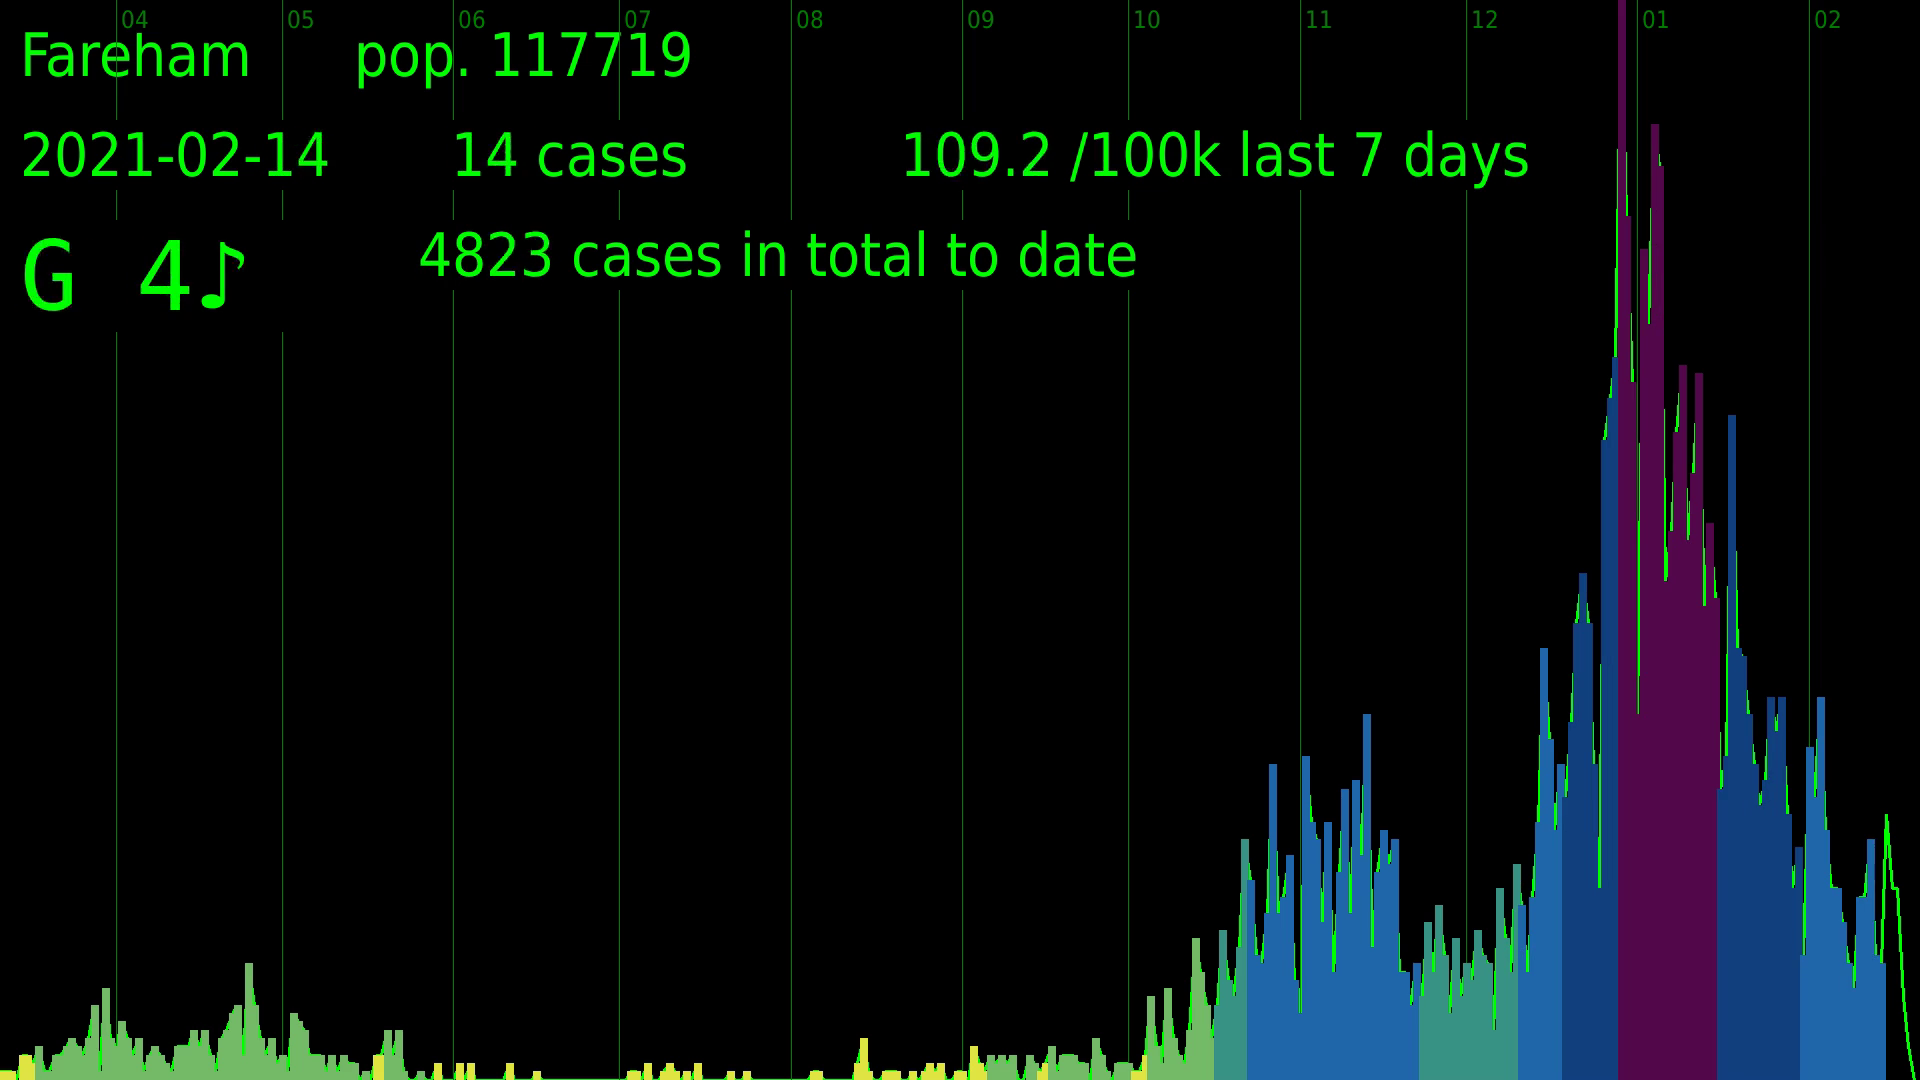 04 05 06 07 08 09 10 11 12 01 02
Fareham pop. 117719
2021-02-14 14 cases 109.2 /100k last 7 days
G 4♪ 4823 cases in total to date